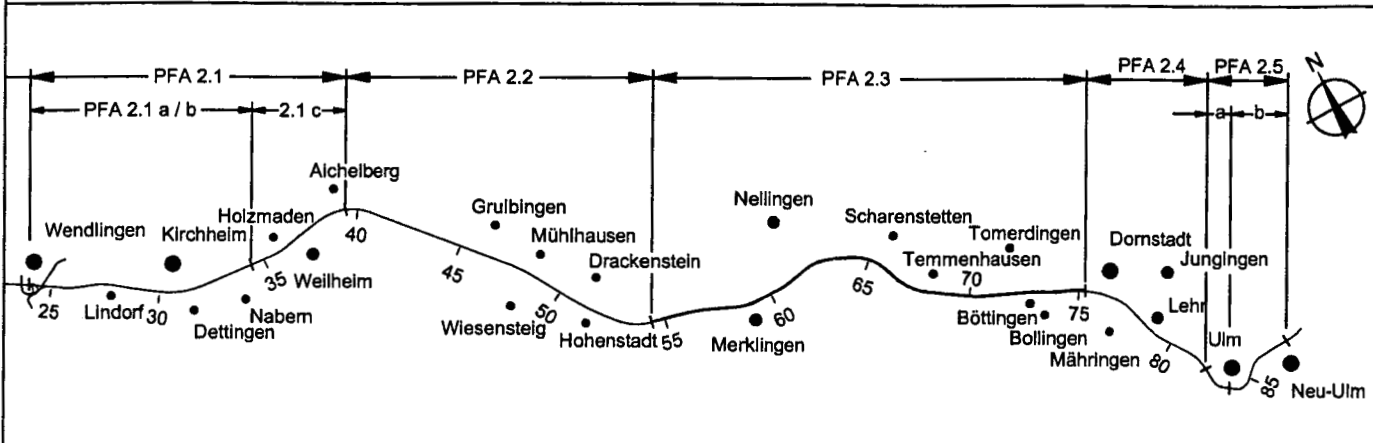 PFA 2.1
PFA 2.2
PFA 2.3
PFA 2.4
PFA 2.5
N
PFA 2.1 a / b
2.1 c
a
b
Aichelberg
Wendlingen
Holzmaden
Kirchheim
40
Grulbingen
Mühlhausen
Drackenstein
Nellingen
Scharenstetten
Tomerdingen
Temmenhausen
70
Dornstadt
Jungingen
35
Weilheim
45
65
25
Lindorf
30
Dettingen
Nabern
Wiesensteig
50
Hohenstadt
55
Merklingen
60
Böttingen
Bollingen
75
Mähringen
Lehr
80
Ulm
85
Neu-Ulm